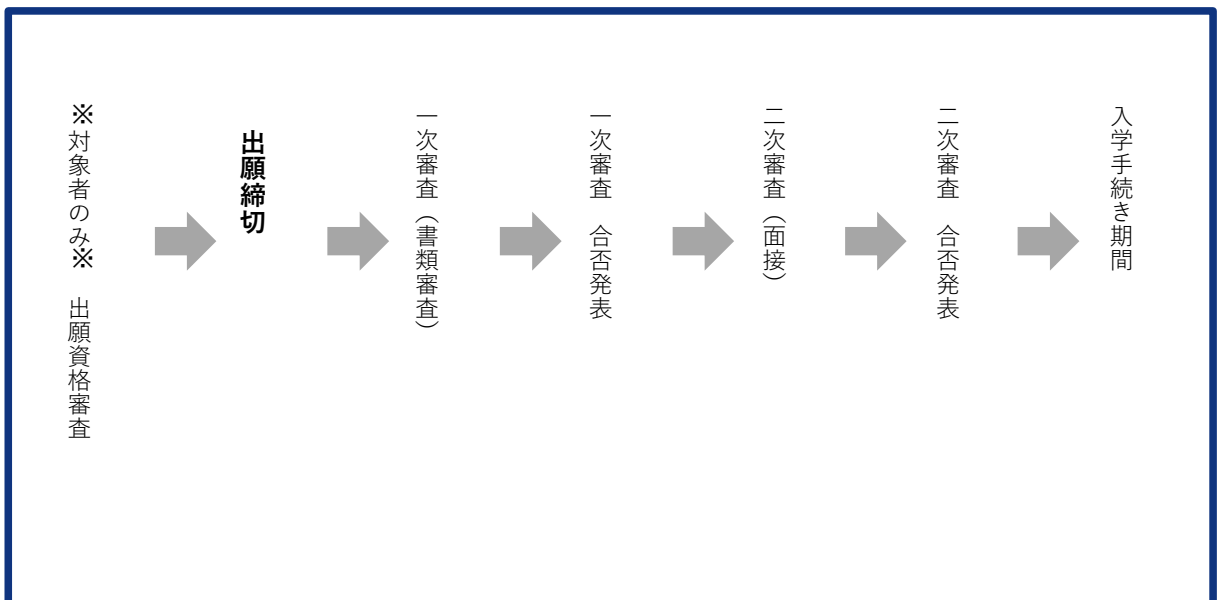 ※対象者のみ※　出願資格審査
出願締切
一次審査（書類審査）
一次審査　合否発表
二次審査（面接）
二次審査　合否発表
入学手続き期間